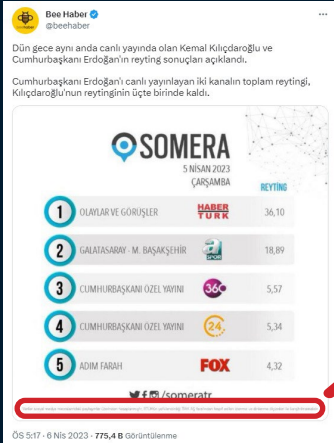 Bee Haber
@beehaber
Dün gece aynı anda canlı yayında olan Kemal Kılıçdaroğlu ve
Cumhurbaşkanı Erdoğan'ın reyting sonuçları açıklandı.
Cumhurbaşkanı Erdoğan'ı canlı yayınlayan iki kanalın toplam reytingi,
Kılıçdaroğlu'nun reytinginin üçte birinde kaldı.
SOMERA
5 NİSAN 2023
ÇARŞAMBA
REYTİNG
1 OLAYLAR VE GÖRÜŞLER HABER TÜRK 36,10
2 GALATASARAY - M. BAŞAKŞEHİR a SPOR 18,89
3 CUMHURBAŞKANI ÖZEL YAYINI 360 5,57
4 CUMHURBAŞKANI ÖZEL YAYINI 24 5,34
5 ADIM FARAH FOX 4,32
/someratr
ÖS 5:17 · 6 Nis 2023 · 775,4 B Görüntülenme